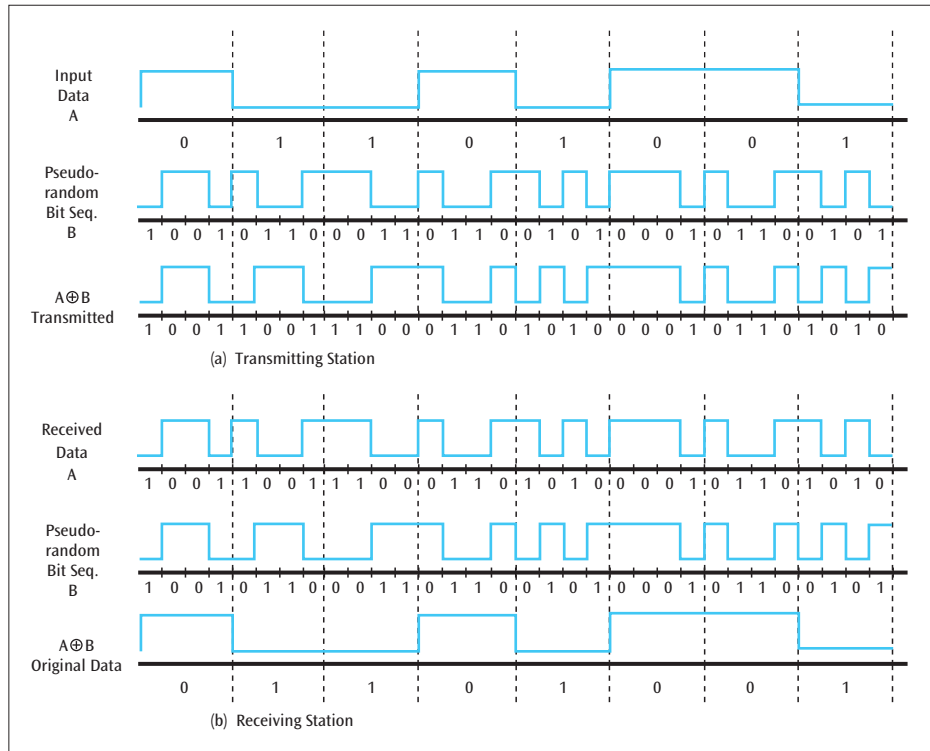 Input
Data
A
0 1 1 0 1 0 0 1
Pseudo-
random
Bit Seq.
B
1 0 0 1 0 1 1 0 0 0 1 1 0 1 1 0 0 1 0 1 0 0 0 1 0 1 1 0 0 1 0 1
A⊕B
Transmitted
1 0 0 1 1 0 0 1 1 1 0 0 0 1 1 0 1 0 1 0 0 0 0 1 0 1 1 0 1 0 1 0
(a) Transmitting Station
Received
Data
A
1 0 0 1 1 0 0 1 1 1 0 0 0 1 1 0 1 0 1 0 0 0 0 1 0 1 1 0 1 0 1 0
Pseudo-
random
Bit Seq.
B
1 0 0 1 0 1 1 0 0 0 1 1 0 1 1 0 0 1 0 1 0 0 0 1 0 1 1 0 0 1 0 1
A⊕B
Original Data
0 1 1 0 1 0 0 1
(b) Receiving Station